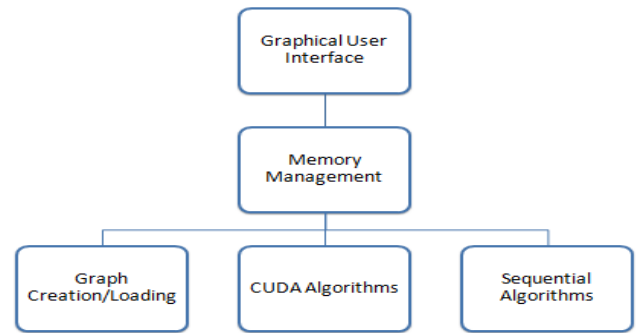 Graphical User
Interface
Memory
Management
Graph
Creation/Loading
CUDA Algorithms
Sequential
Algorithms